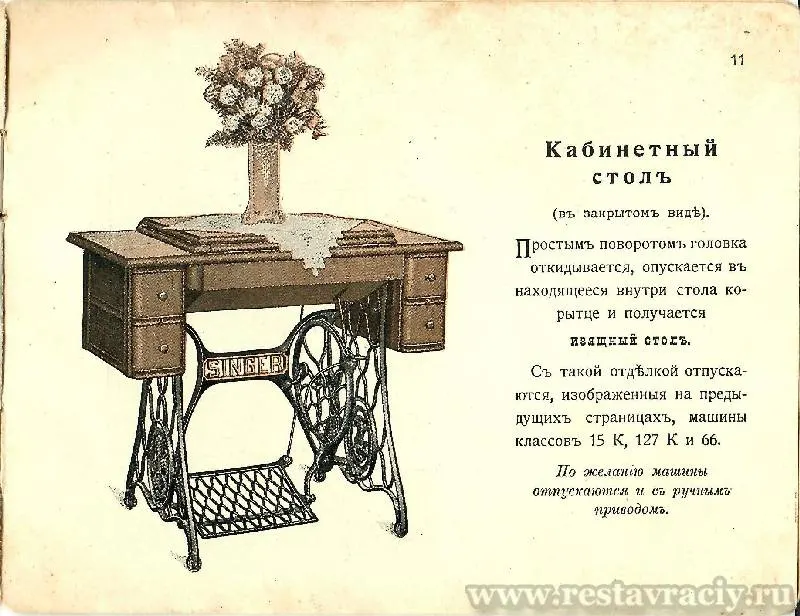 11
Кабинетный
столъ
(въ закрытомъ видѣ).
Простымъ поворотомъ головка
откидывается, опускается въ
находящееся внутри стола ко-
рытце и получается
изящный столъ.
Съ такой отдѣлкой отпуска-
ются, изображенныя на преды-
дущихъ страницахъ, машины
классовъ 15 К, 127 К и 66.
По желанію машины
отпускаются и съ ручнымъ
приводомъ.
SINGER
www.restavraciy.ru